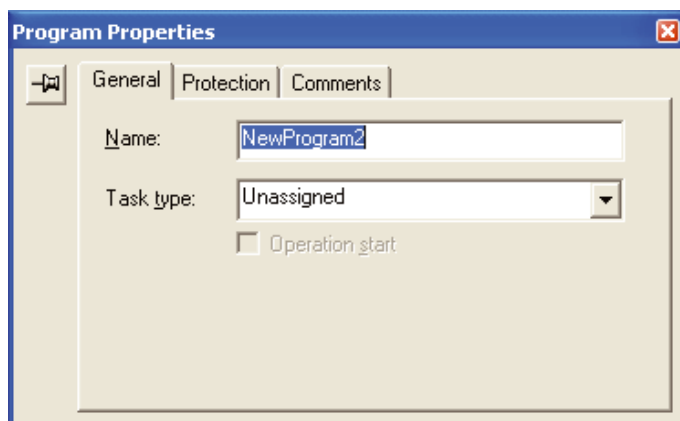 Program Properties
General Protection Comments
Name: NewProgram2
Task type: Unassigned
Operation start